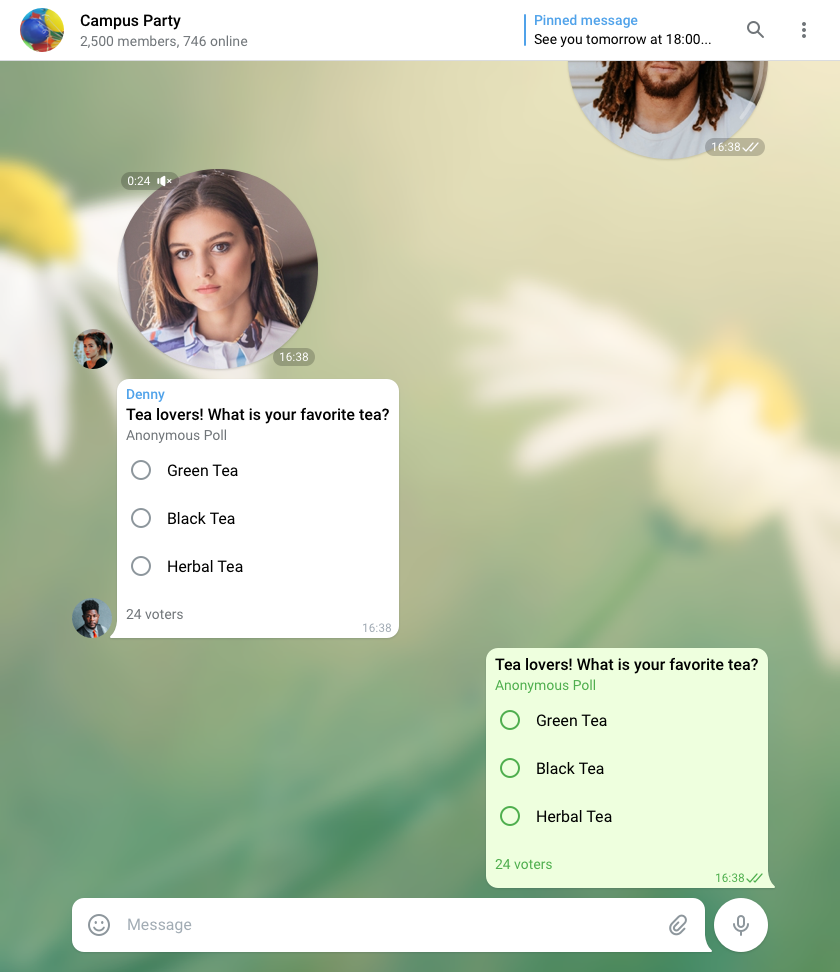 Campus Party
2,500 members, 746 online
Pinned message
See you tomorrow at 18:00...
16:38
0:24
16:38
Denny
Tea lovers! What is your favorite tea?
Anonymous Poll
Green Tea
Black Tea
Herbal Tea
24 voters
16:38
Tea lovers! What is your favorite tea?
Anonymous Poll
Green Tea
Black Tea
Herbal Tea
24 voters
16:38
Message